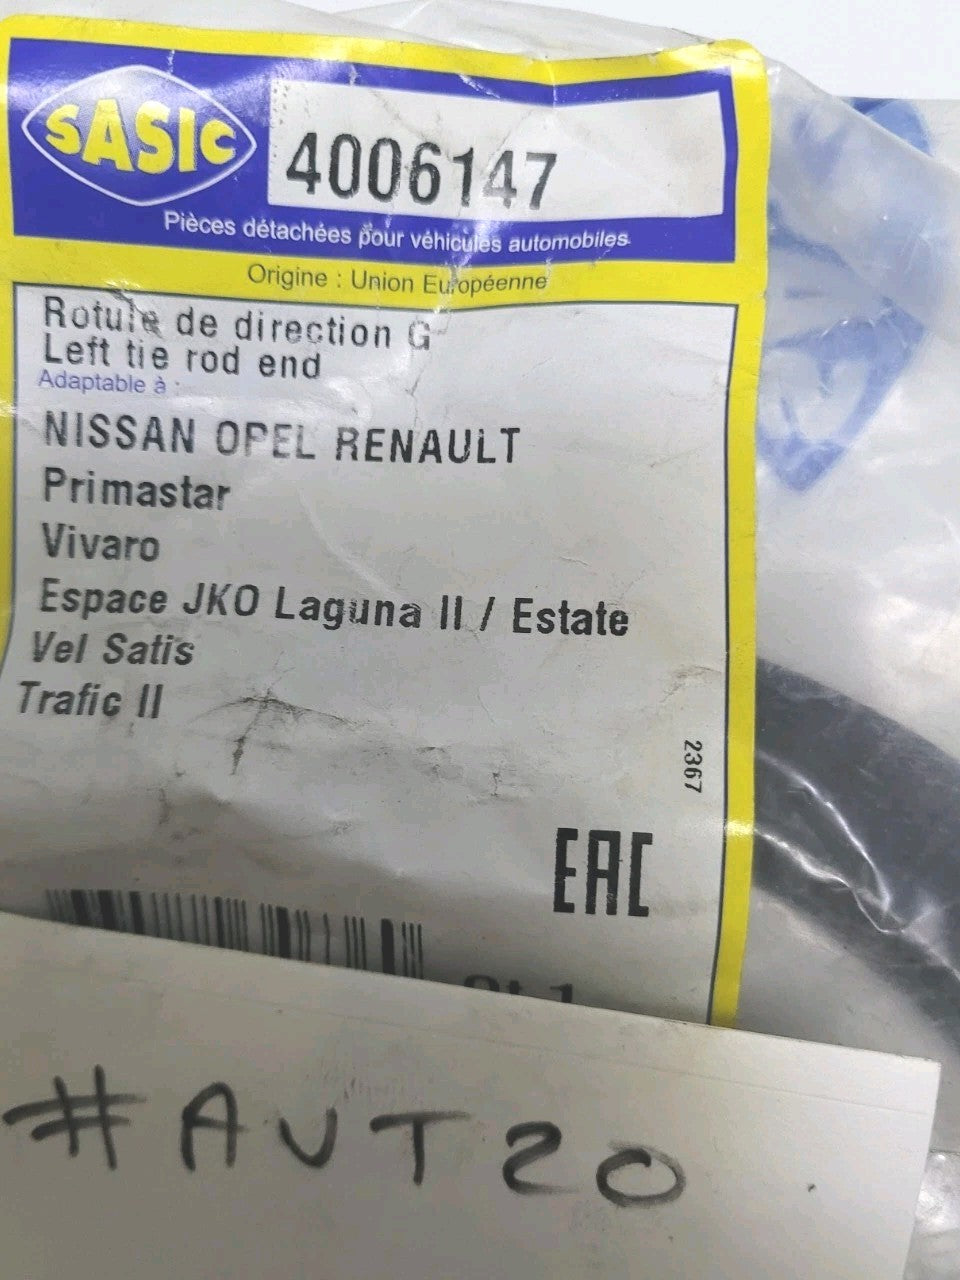 SASIC
4006147
Pièces détachées pour véhicules automobiles
Origine : Union Européenne
Rotule de direction G
Left tie rod end
Adaptable à :
NISSAN OPEL RENAULT
Primastar
Vivaro
Espace JKO Laguna II / Estate
Vel Satis
Trafic II
2367
EAC
#AUT20